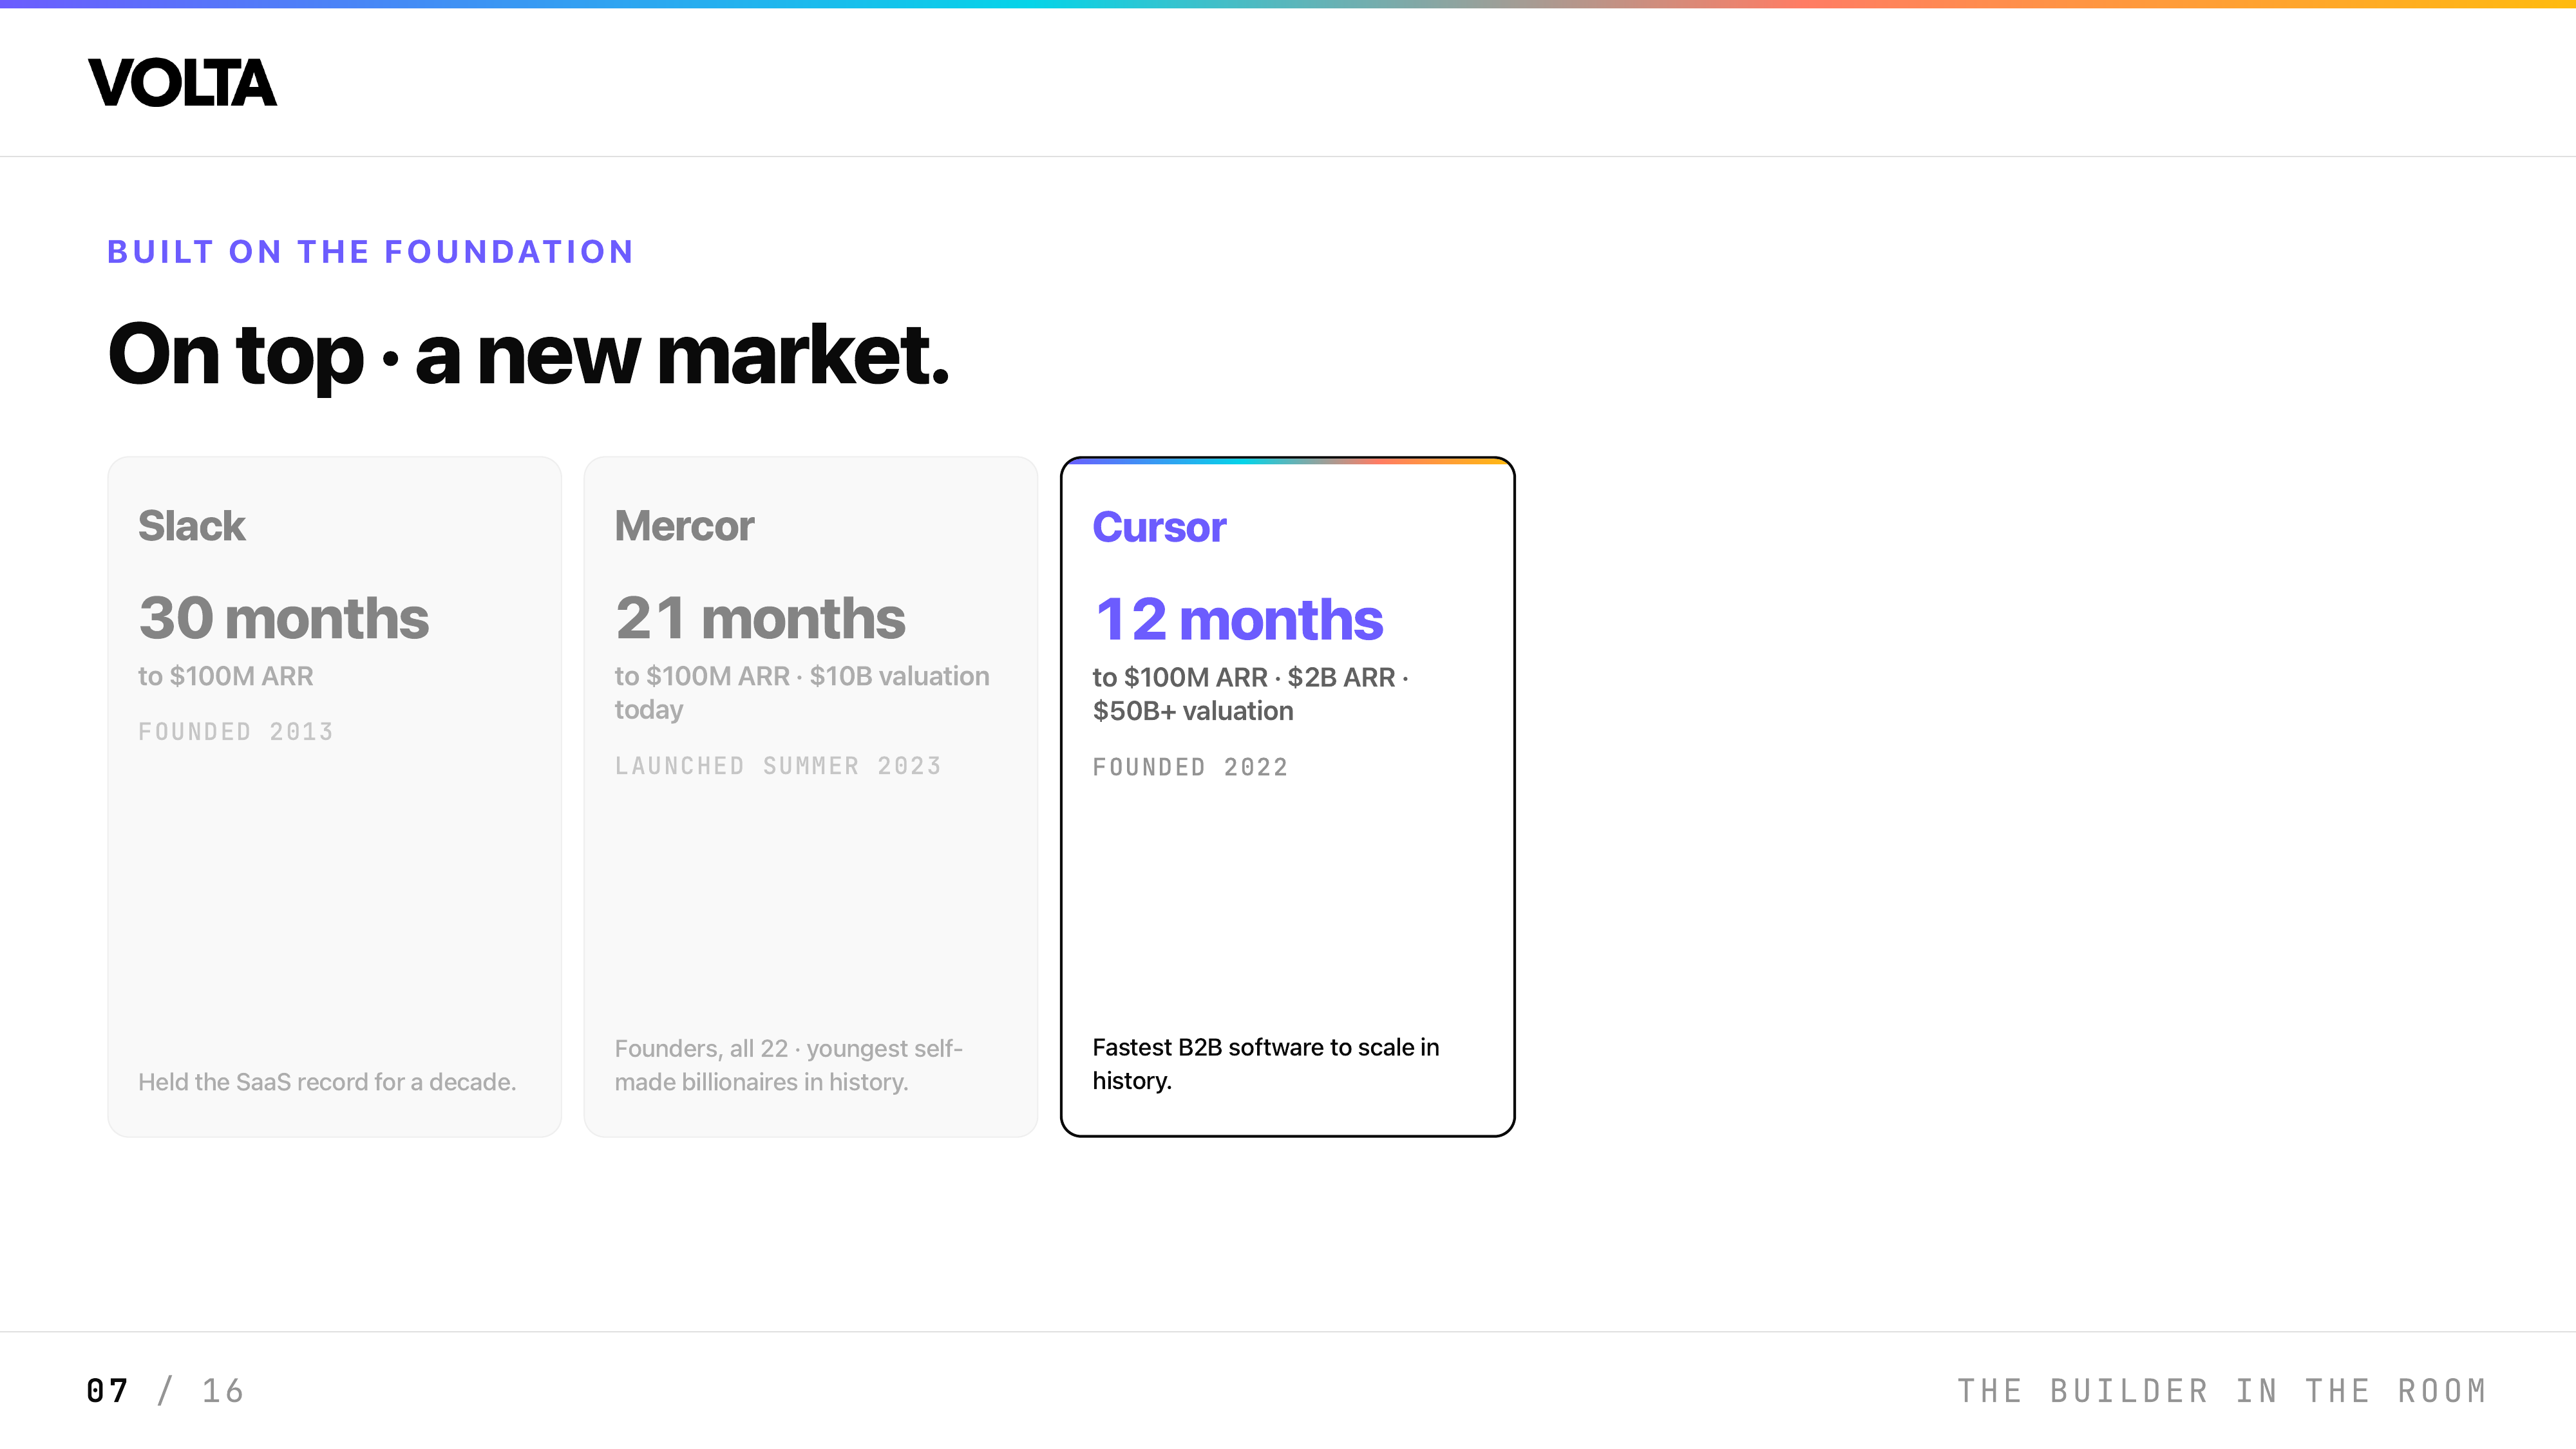 VOLTA
BUILT ON THE FOUNDATION
On top · a new market.
Slack
30 months
to $100M ARR
FOUNDED 2013
Held the SaaS record for a decade.
Mercor
21 months
to $100M ARR · $10B valuation
today
LAUNCHED SUMMER 2023
Founders, all 22 · youngest self-
made billionaires in history.
Cursor
12 months
to $100M ARR · $2B ARR ·
$50B+ valuation
FOUNDED 2022
Fastest B2B software to scale in
history.
07 / 16
THE BUILDER IN THE ROOM